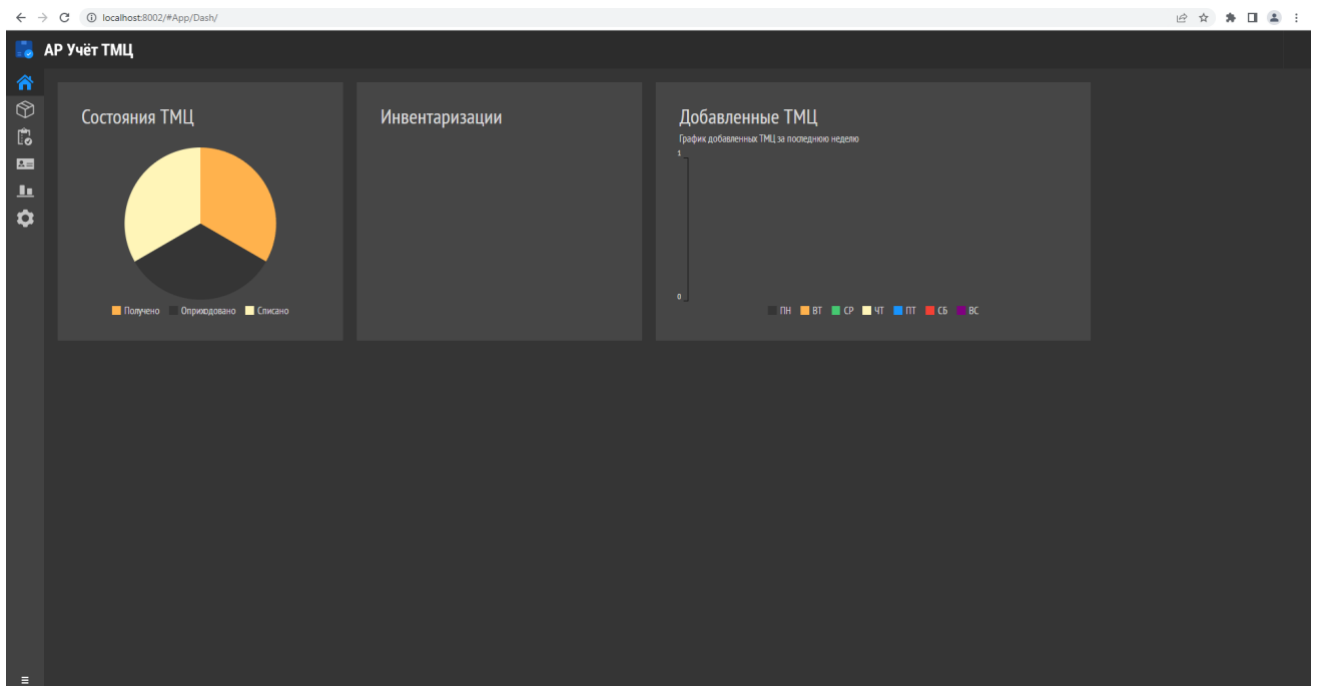 localhost:8002/#App/Dash/
АР Учёт ТМЦ
Состояния ТМЦ
Получено Оприходовано Списано
Инвентаризации
Добавленные ТМЦ
График добавленных ТМЦ за последнюю неделю
1
0
ПН ВТ СР ЧТ ПТ СБ ВС